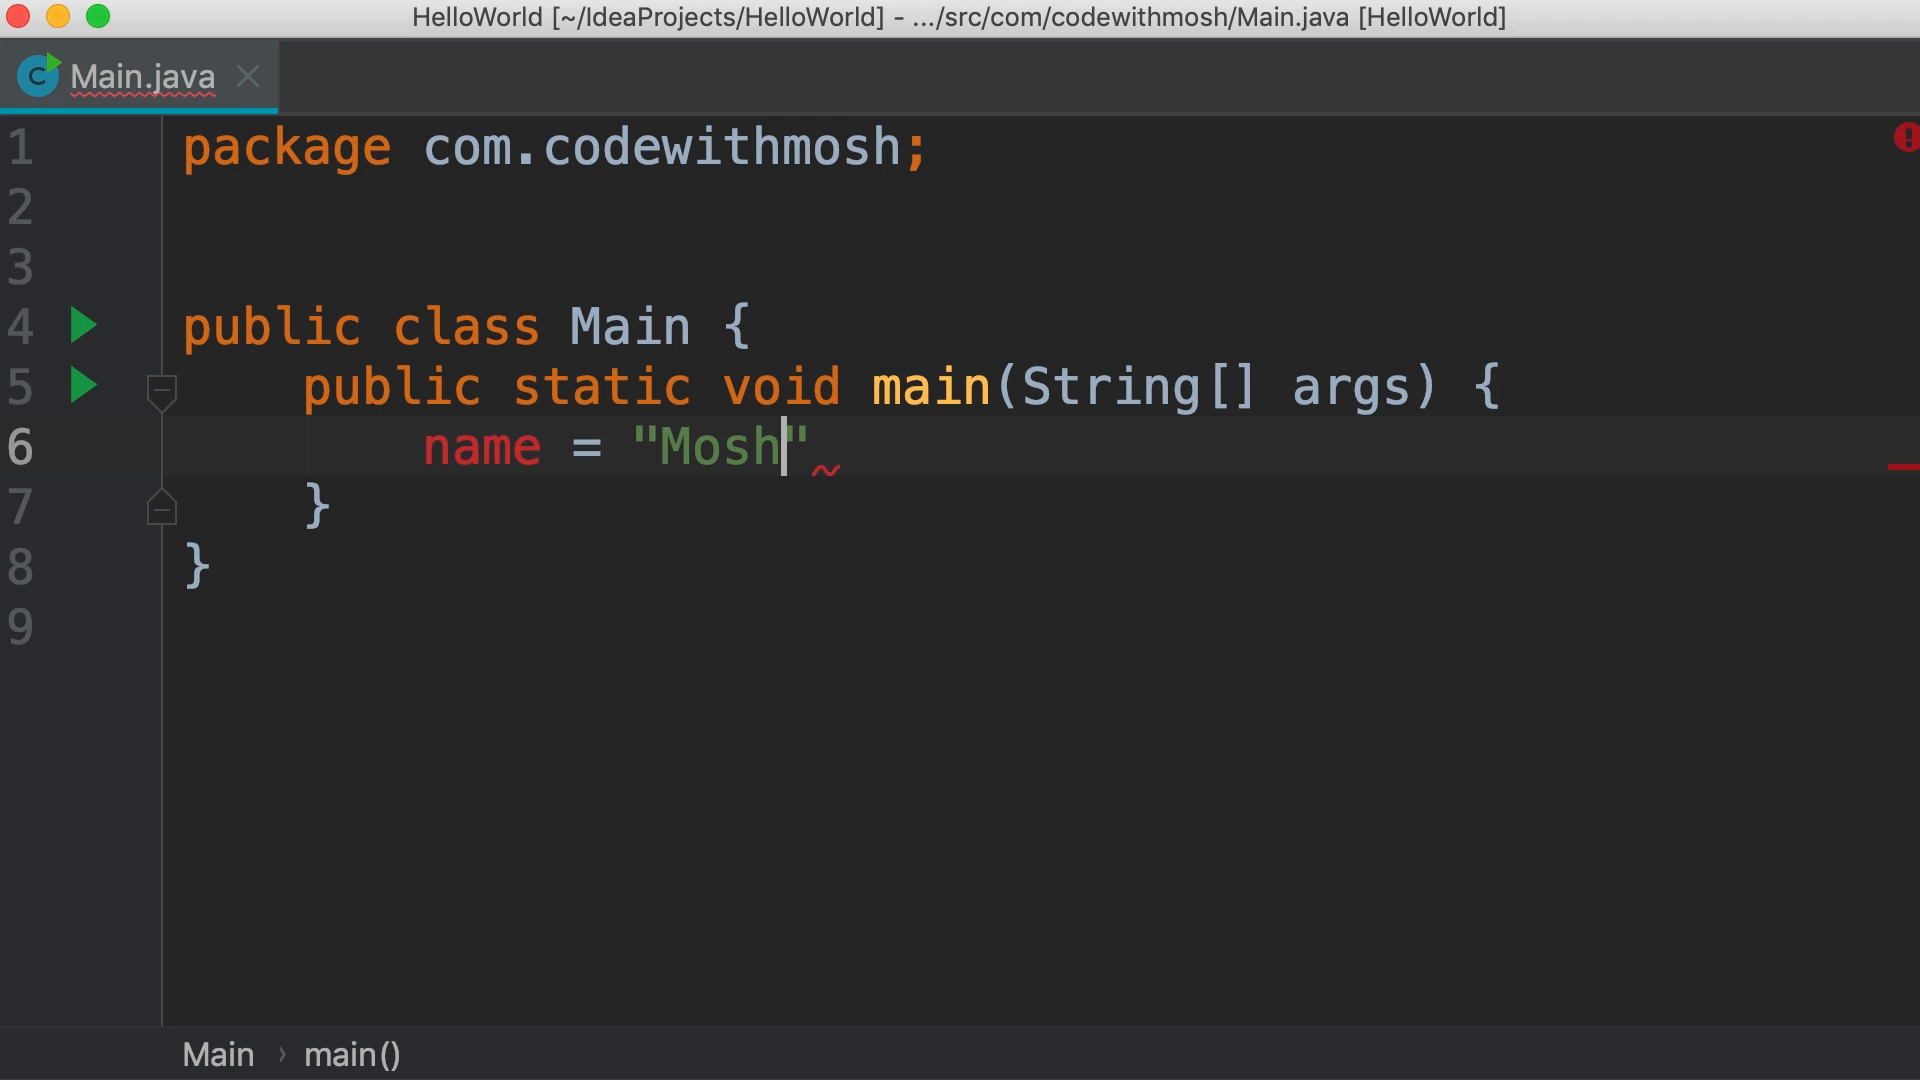 HelloWorld [~/IdeaProjects/HelloWorld] - .../src/com/codewithmosh/Main.java [HelloWorld]
Main.java
1 package com.codewithmosh;
2
3
4 public class Main {
5     public static void main(String[] args) {
6         name = "Mosh"
7     }
8 }
9
Main › main()